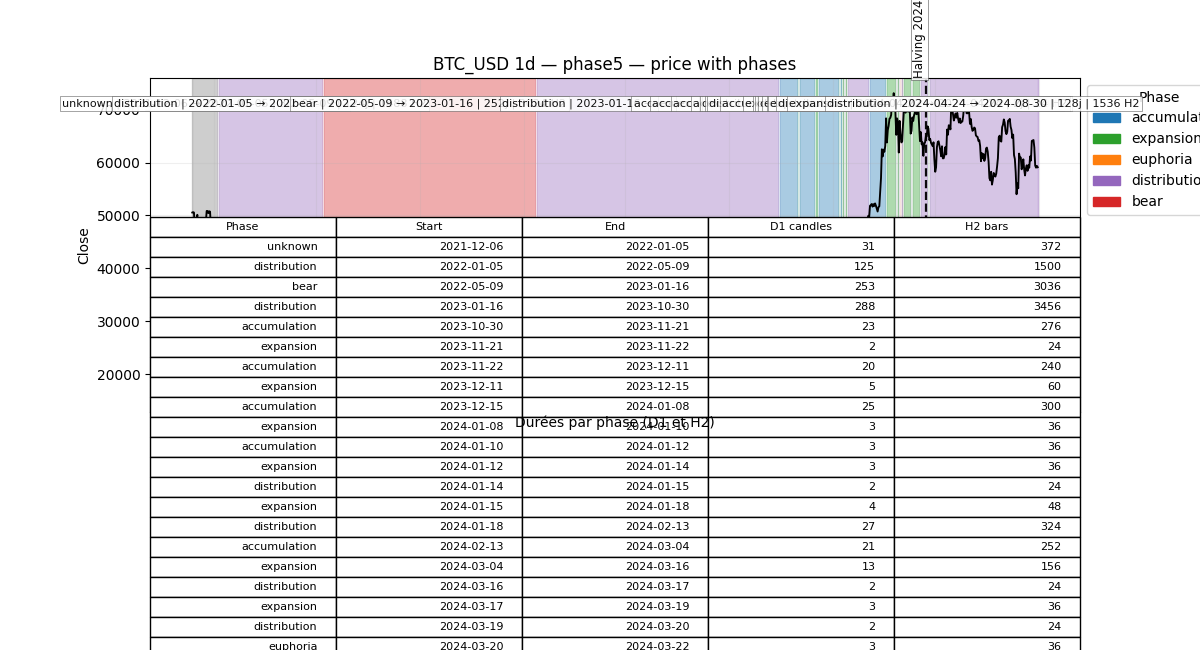 Halving 2024
BTC_USD 1d — phase5 — price with phases
unknown distribution | 2022-01-05 → 202 bear | 2022-05-09 → 2023-01-16 | 252 distribution | 2023-01-1 distribution | 2024-04-24 → 2024-08-30 | 128j | 1536 H2
Phase
accumulat
expansion
euphoria
distributio
bear
Close
70000
60000
50000
40000
30000
20000
Phase Start End D1 candles H2 bars
unknown 2021-12-06 2022-01-05 31 372
distribution 2022-01-05 2022-05-09 125 1500
bear 2022-05-09 2023-01-16 253 3036
distribution 2023-01-16 2023-10-30 288 3456
accumulation 2023-10-30 2023-11-21 23 276
expansion 2023-11-21 2023-11-22 2 24
accumulation 2023-11-22 2023-12-11 20 240
expansion 2023-12-11 2023-12-15 5 60
accumulation 2023-12-15 2024-01-08 25 300
Durées par phase (D1 et H2)
expansion 2024-01-08 2024-01-10 3 36
accumulation 2024-01-10 2024-01-12 3 36
expansion 2024-01-12 2024-01-14 3 36
distribution 2024-01-14 2024-01-15 2 24
expansion 2024-01-15 2024-01-18 4 48
distribution 2024-01-18 2024-02-13 27 324
accumulation 2024-02-13 2024-03-04 21 252
expansion 2024-03-04 2024-03-16 13 156
distribution 2024-03-16 2024-03-17 2 24
expansion 2024-03-17 2024-03-19 3 36
distribution 2024-03-19 2024-03-20 2 24
euphoria 2024-03-20 2024-03-22 3 36